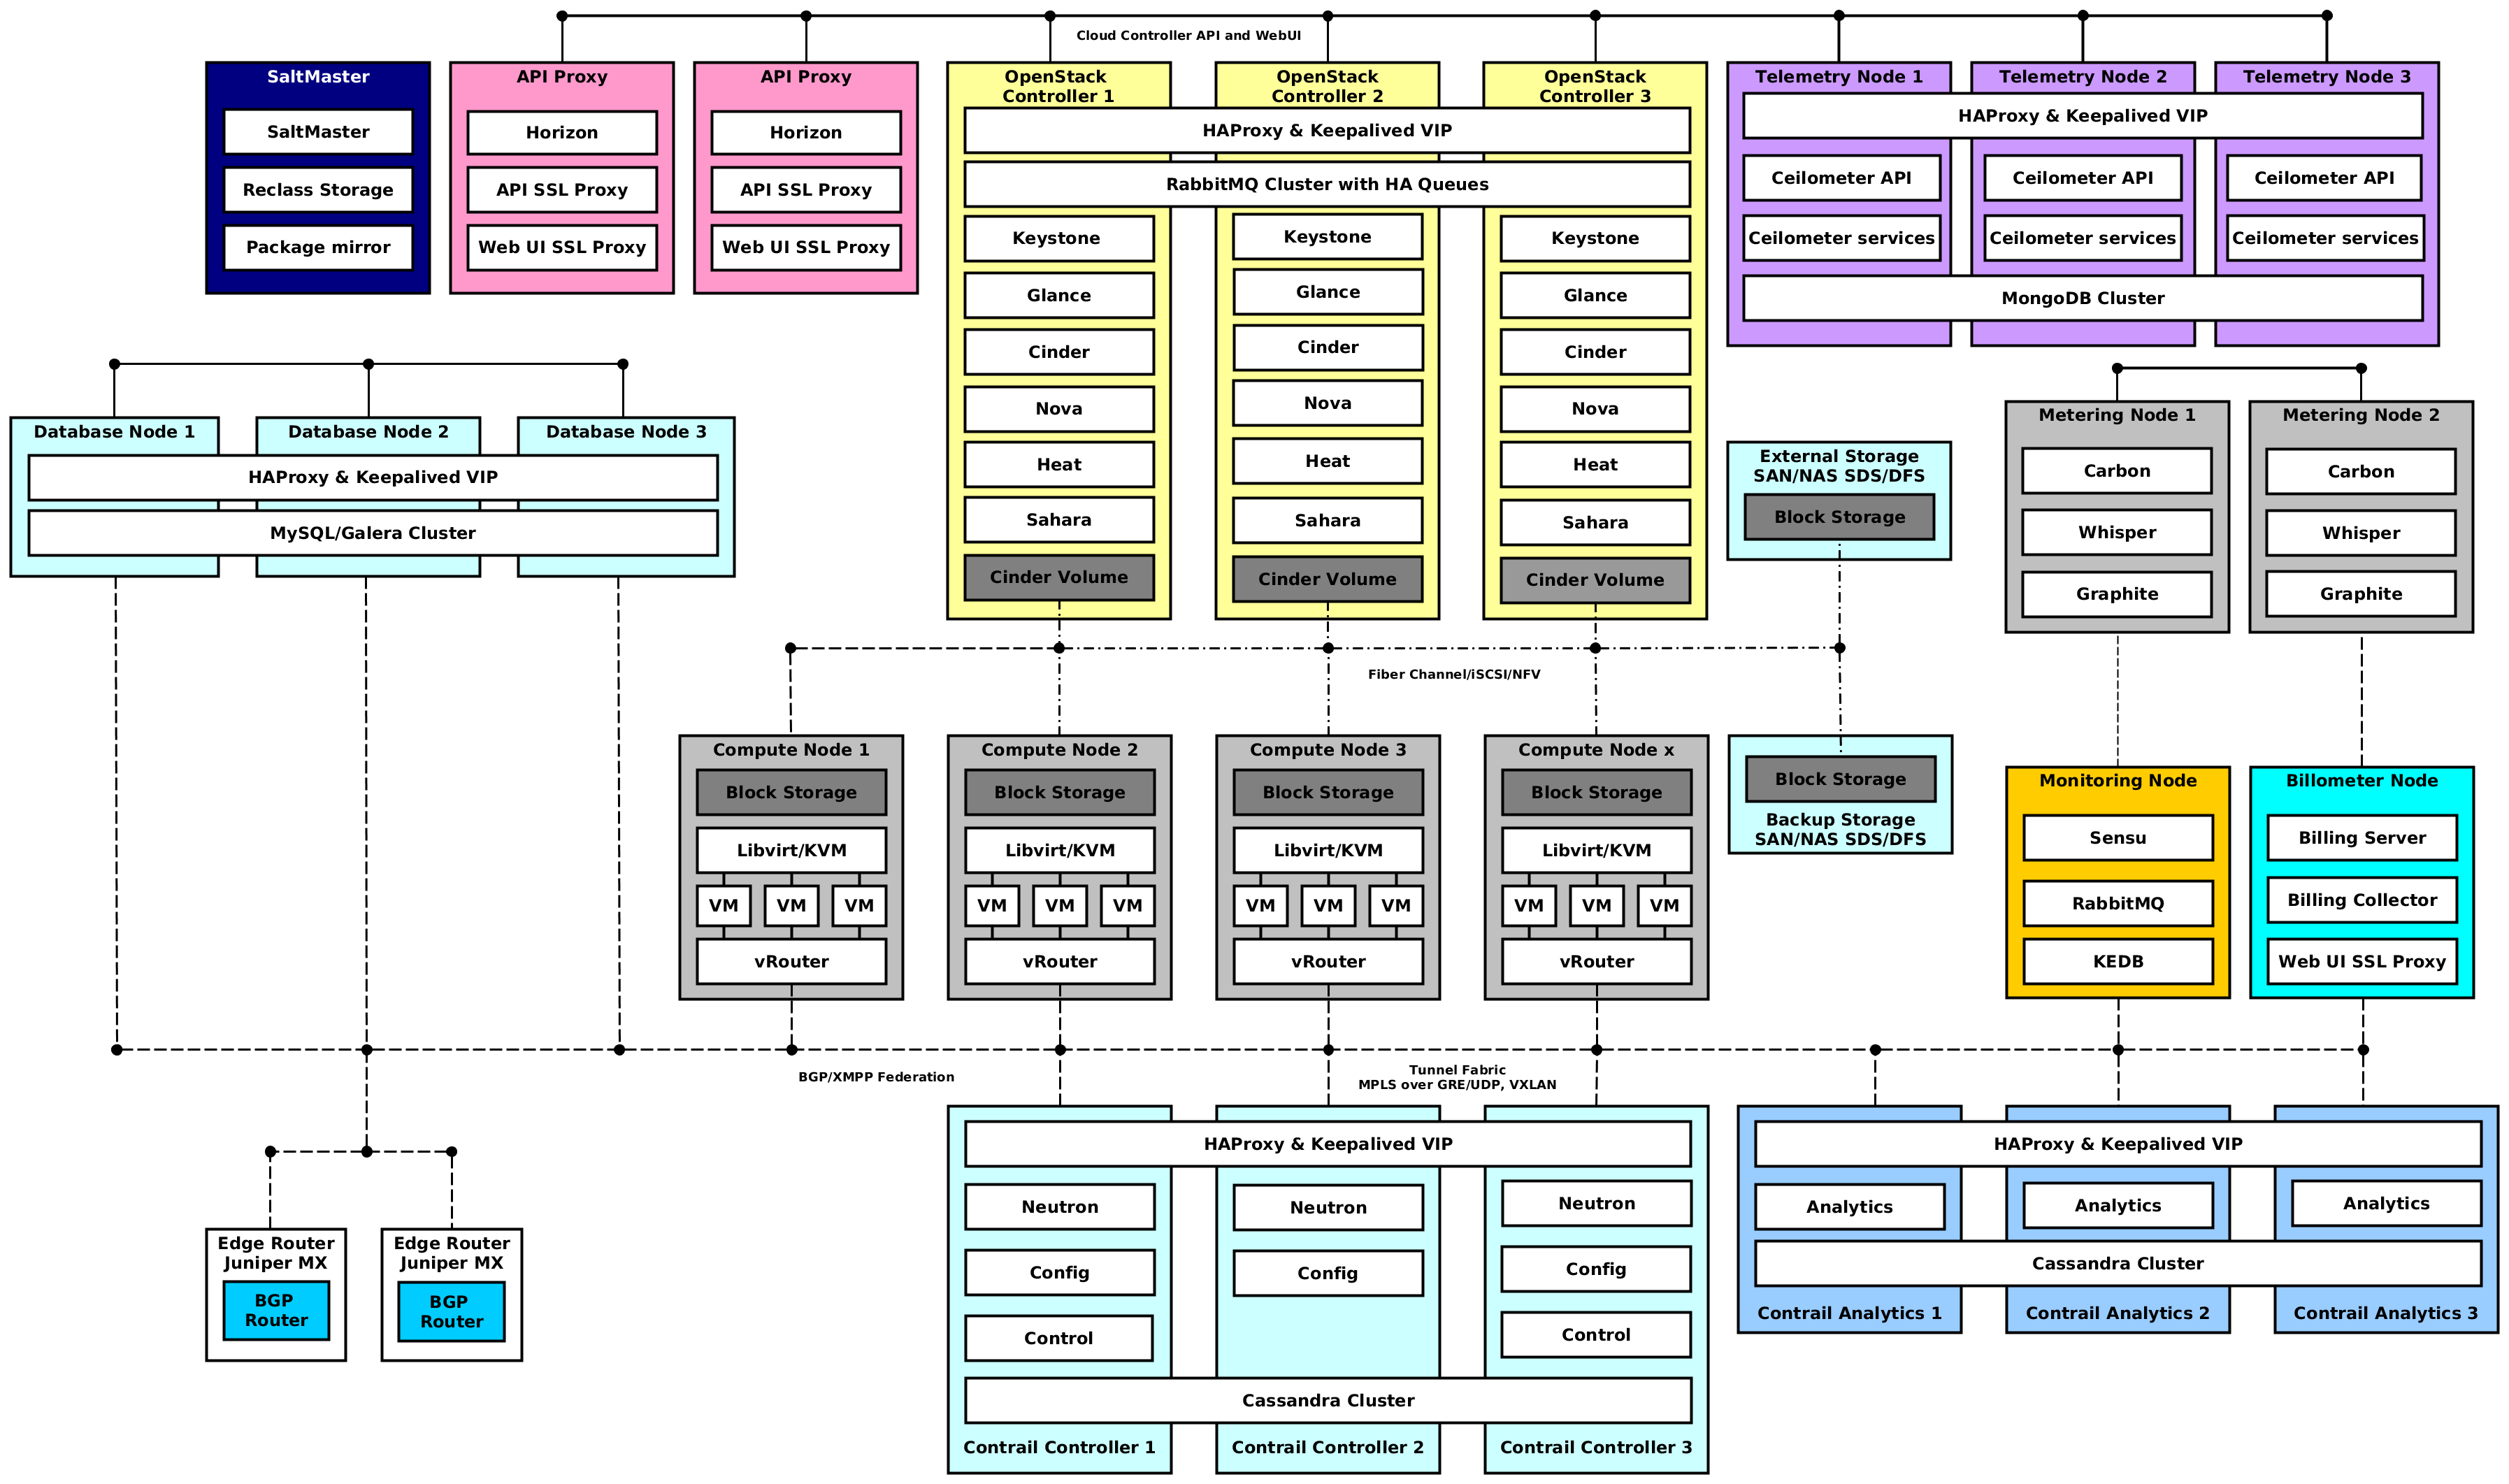 Cloud Controller API and WebUI
SaltMaster
SaltMaster
Reclass Storage
Package mirror
API Proxy
Horizon
API SSL Proxy
Web UI SSL Proxy
API Proxy
Horizon
API SSL Proxy
Web UI SSL Proxy
OpenStack
Controller 1
OpenStack
Controller 2
OpenStack
Controller 3
HAProxy & Keepalived VIP
RabbitMQ Cluster with HA Queues
Keystone
Glance
Cinder
Nova
Heat
Sahara
Cinder Volume
Keystone
Glance
Cinder
Nova
Heat
Sahara
Cinder Volume
Keystone
Glance
Cinder
Nova
Heat
Sahara
Cinder Volume
Telemetry Node 1
Telemetry Node 2
Telemetry Node 3
HAProxy & Keepalived VIP
Ceilometer API
Ceilometer API
Ceilometer API
Ceilometer services
Ceilometer services
Ceilometer services
MongoDB Cluster
Database Node 1
Database Node 2
Database Node 3
HAProxy & Keepalived VIP
MySQL/Galera Cluster
External Storage
SAN/NAS SDS/DFS
Block Storage
Metering Node 1
Carbon
Whisper
Graphite
Metering Node 2
Carbon
Whisper
Graphite
Fiber Channel/iSCSI/NFV
Compute Node 1
Block Storage
Libvirt/KVM
VM
VM
VM
vRouter
Compute Node 2
Block Storage
Libvirt/KVM
VM
VM
VM
vRouter
Compute Node 3
Block Storage
Libvirt/KVM
VM
VM
VM
vRouter
Compute Node x
Block Storage
Libvirt/KVM
VM
VM
VM
vRouter
Block Storage
Backup Storage
SAN/NAS SDS/DFS
Monitoring Node
Sensu
RabbitMQ
KEDB
Billometer Node
Billing Server
Billing Collector
Web UI SSL Proxy
BGP/XMPP Federation
Tunnel Fabric
MPLS over GRE/UDP, VXLAN
Edge Router
Juniper MX
BGP
Router
Edge Router
Juniper MX
BGP
Router
HAProxy & Keepalived VIP
Neutron
Config
Control
Neutron
Config
Neutron
Config
Control
Cassandra Cluster
Contrail Controller 1
Contrail Controller 2
Contrail Controller 3
HAProxy & Keepalived VIP
Analytics
Analytics
Analytics
Cassandra Cluster
Contrail Analytics 1
Contrail Analytics 2
Contrail Analytics 3